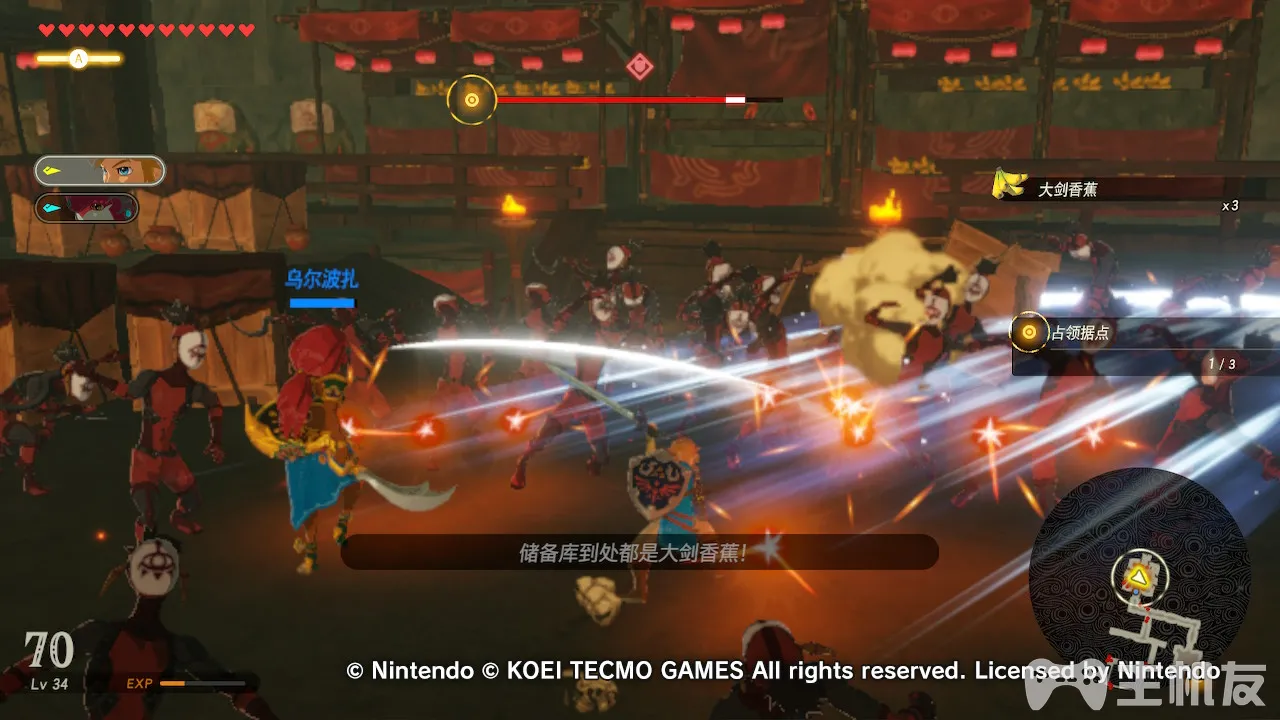 A
大剑香蕉
x3
乌尔波扎
占领据点
1 / 3
储备库到处都是大剑香蕉！
70
Lv 34
EXP
© Nintendo © KOEI TECMO GAMES All rights reserved. Licensed by Nintendo
主机友